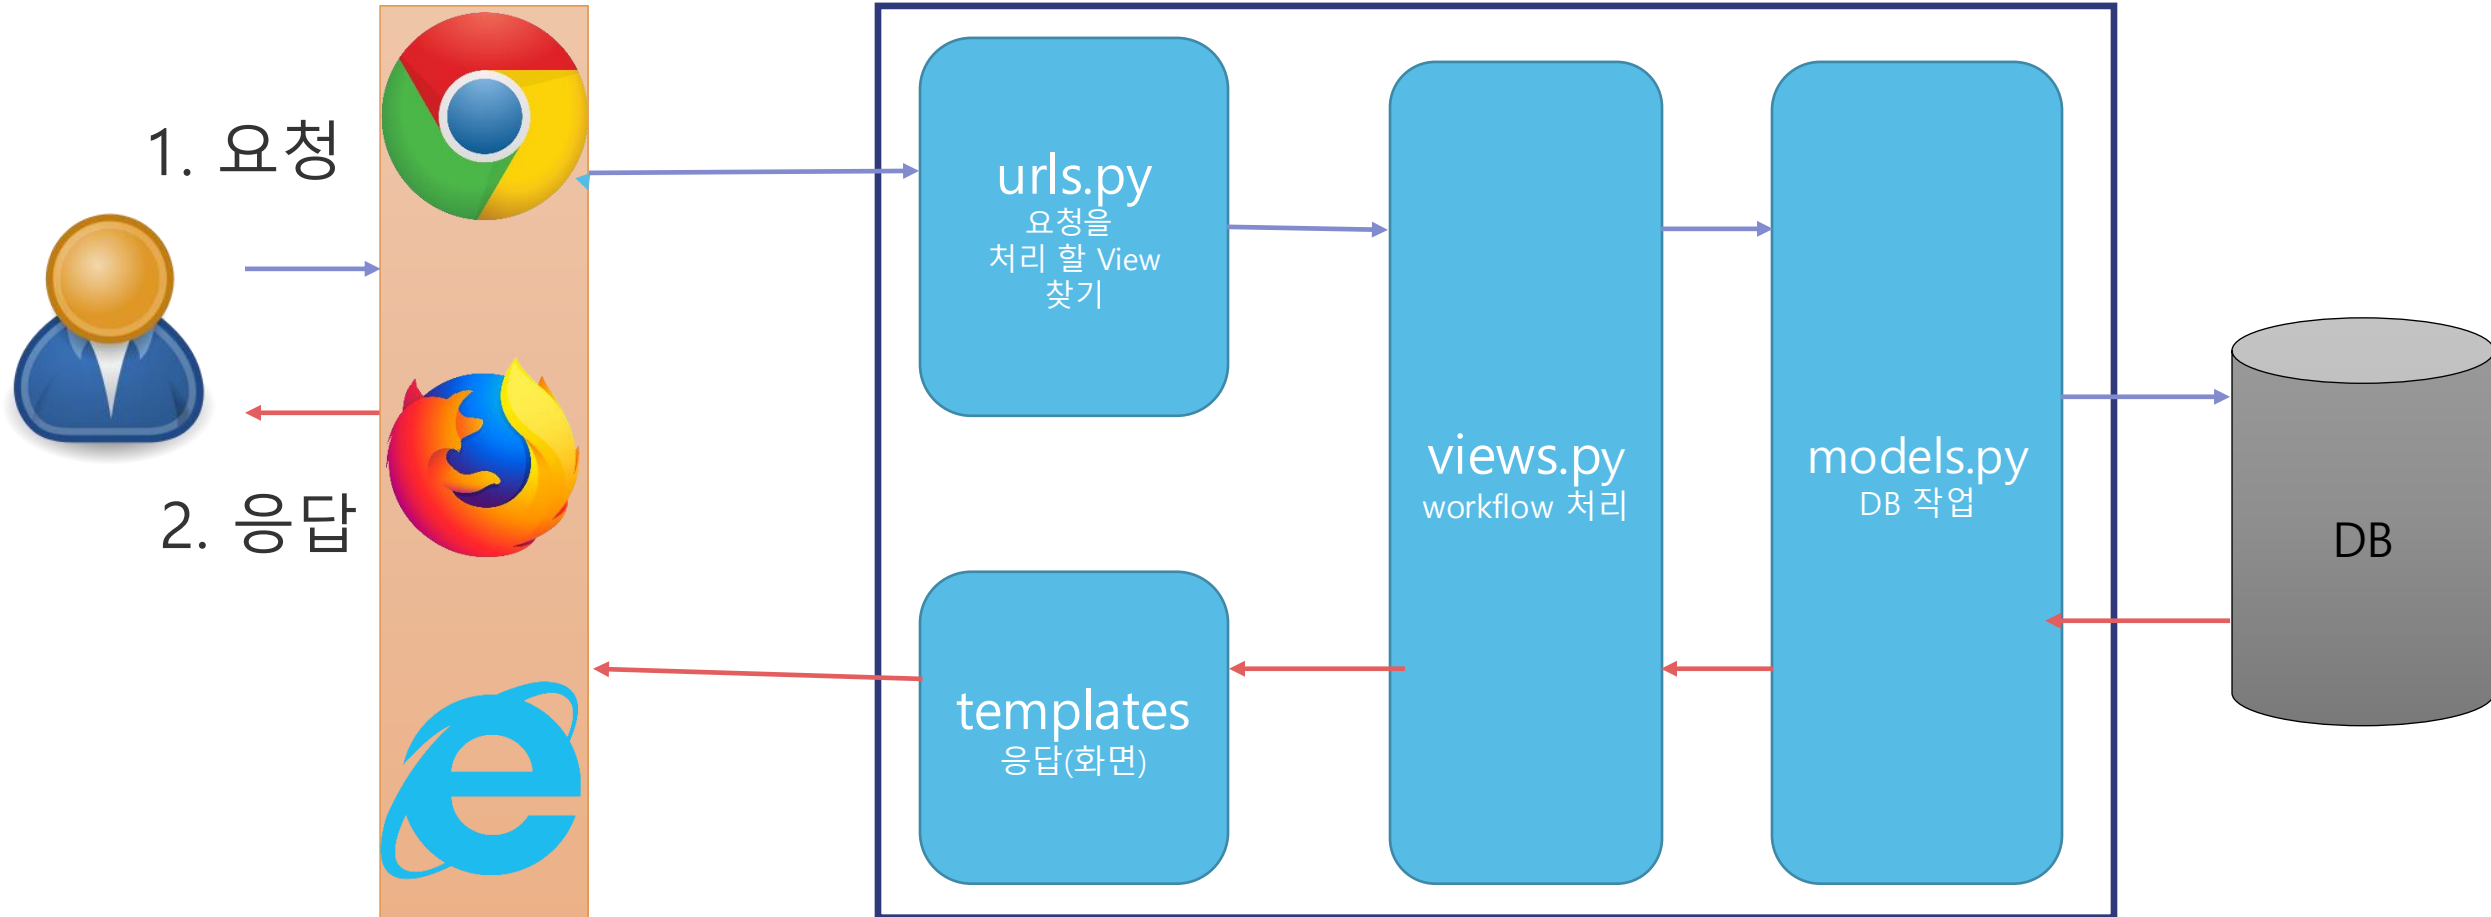 1. 요청
2. 응답
urls.py
요청을
처리 할 View
찾기
templates
응답(화면)
views.py
workflow 처리
models.py
DB 작업
DB